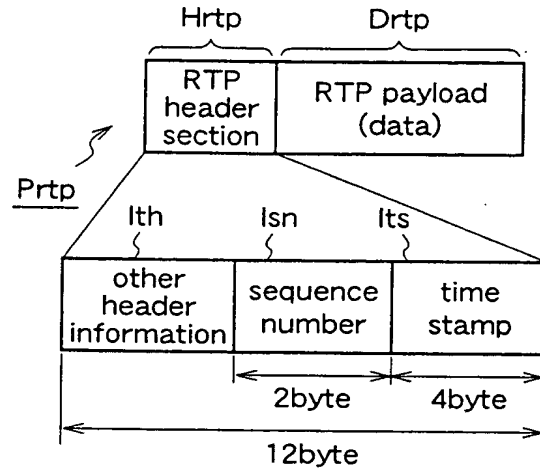 Hrtp Drtp
RTP
header
section
RTP payload
(data)
Prtp
Ith Isn Its
other
header
information
sequence
number
time
stamp
2byte 4byte
12byte